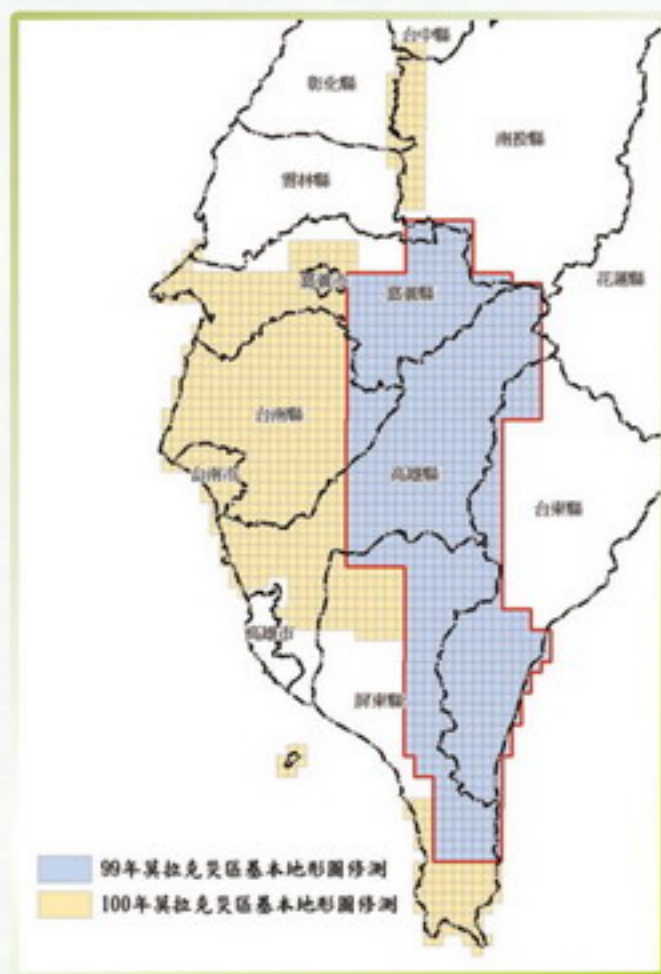 台中縣
彰化縣
南投縣
雲林縣
花蓮縣
嘉義市
嘉義縣
台南縣
台南市
高雄縣
台東縣
高雄市
屏東縣
99年莫拉克災區基本地形圖修測
100年莫拉克災區基本地形圖修測